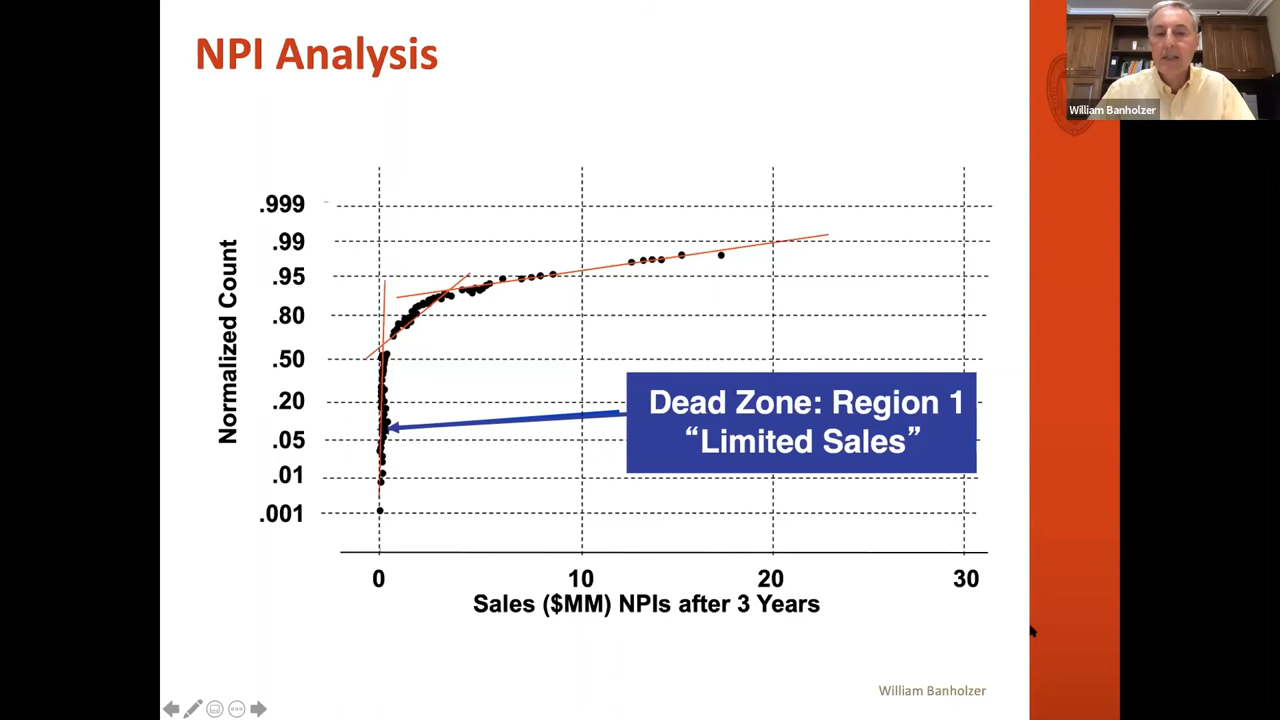 NPI Analysis
William Banholzer
Normalized Count
.999
.99
.95
.80
.50
.20
.05
.01
.001
Dead Zone: Region 1
“Limited Sales”
0 10 20 30
Sales ($MM) NPIs after 3 Years
William Banholzer